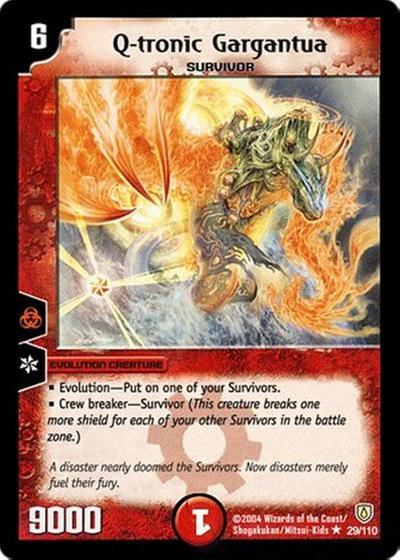 6
Q-tronic Gargantua
SURVIVOR
EVOLUTION CREATURE
▪ Evolution—Put on one of your Survivors.
▪ Crew breaker—Survivor (This creature breaks one
more shield for each of your other Survivors in the battle
zone.)
A disaster nearly doomed the Survivors. Now disasters merely
fuel their fury.
9000
1
©2004 Wizards of the Coast/
Shogakukan/Mitsui-Kids ★ 29/110